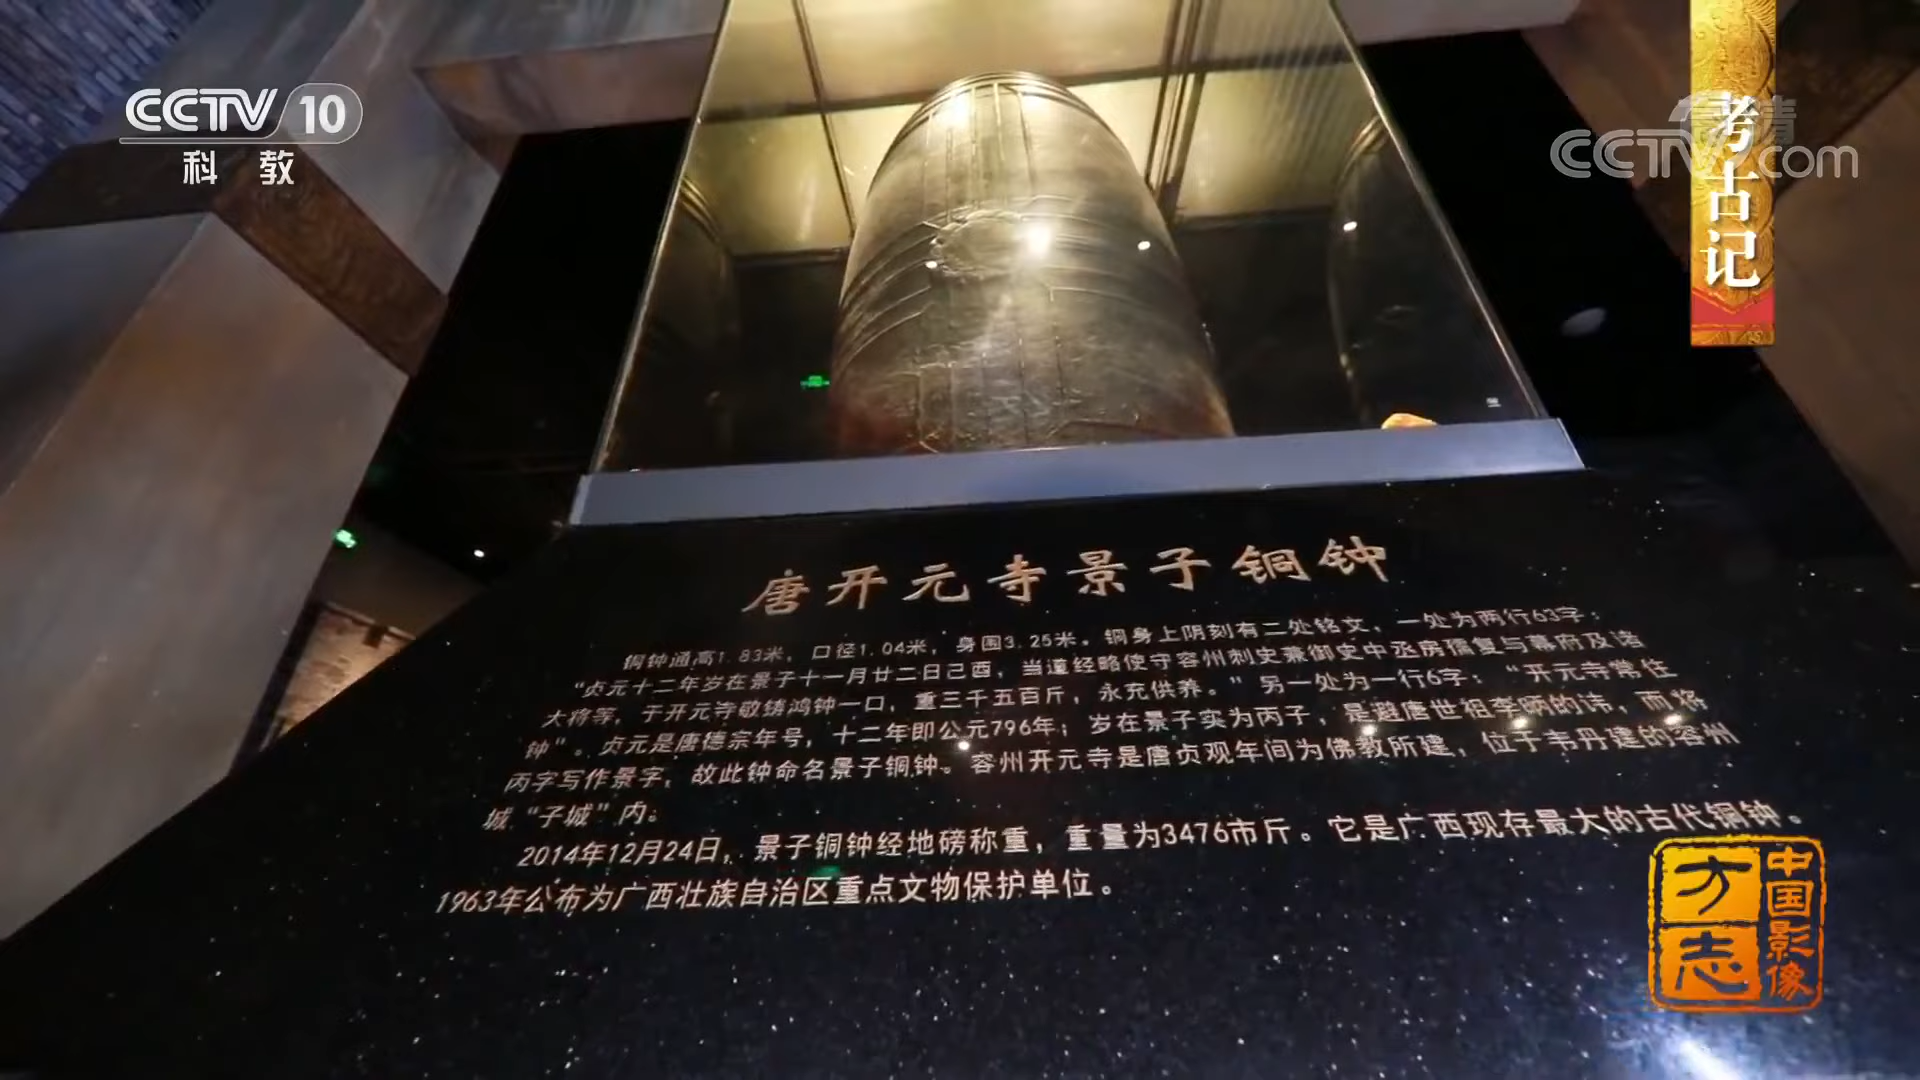 CCTV 10
科教
考古记
CCTV.com
高清
唐开元寺景子铜钟
铜钟通高1.83米，口径1.04米，身围3.25米。铜身上阴刻有二处铭文，一处为两行63字：
“贞元十二年岁在景子十一月廿二日己酉，当道经略使守容州刺史兼御史中丞房孺复与幕府及诸
大将等，于开元寺敬铸鸿钟一口，重三千五百斤，永充供养。”另一处为一行6字：“开元寺常住
钟”。贞元是唐德宗年号，十二年即公元796年；岁在景子实为丙子，是避唐世祖李昞的讳，而将
丙字写作景字，故此钟命名景子铜钟。容州开元寺是唐贞观年间为佛教所建，位于韦丹建的容州
城“子城”内。
2014年12月24日，景子铜钟经地磅称重，重量为3476市斤。它是广西现存最大的古代铜钟。
1963年公布为广西壮族自治区重点文物保护单位。
中国影像
方志